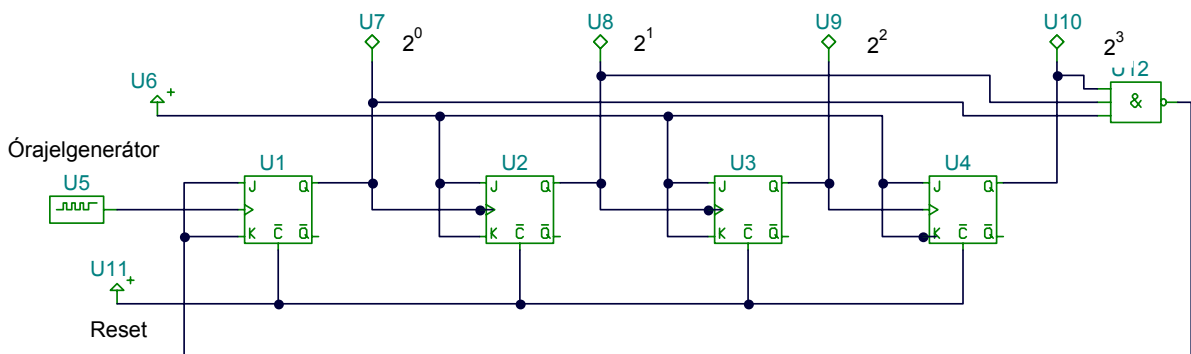 U7 2⁰ U8 2¹ U9 2² U10 2³
U6 + U12
&
Órajelgenerátor
U5 U1 U2 U3 U4
J Q J Q J Q J Q
K C̅ Q̅ K C̅ Q̅ K C̅ Q̅ K C̅ Q̅
U11 +
Reset